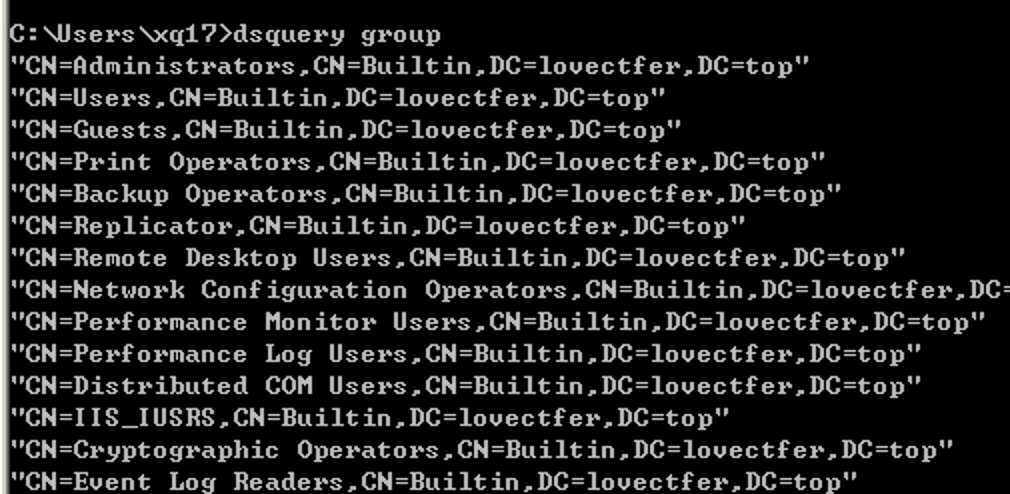 C:\Users\xq17>dsquery group
"CN=Administrators,CN=Builtin,DC=lovectfer,DC=top"
"CN=Users,CN=Builtin,DC=lovectfer,DC=top"
"CN=Guests,CN=Builtin,DC=lovectfer,DC=top"
"CN=Print Operators,CN=Builtin,DC=lovectfer,DC=top"
"CN=Backup Operators,CN=Builtin,DC=lovectfer,DC=top"
"CN=Replicator,CN=Builtin,DC=lovectfer,DC=top"
"CN=Remote Desktop Users,CN=Builtin,DC=lovectfer,DC=top"
"CN=Network Configuration Operators,CN=Builtin,DC=lovectfer,DC=
"CN=Performance Monitor Users,CN=Builtin,DC=lovectfer,DC=top"
"CN=Performance Log Users,CN=Builtin,DC=lovectfer,DC=top"
"CN=Distributed COM Users,CN=Builtin,DC=lovectfer,DC=top"
"CN=IIS_IUSRS,CN=Builtin,DC=lovectfer,DC=top"
"CN=Cryptographic Operators,CN=Builtin,DC=lovectfer,DC=top"
"CN=Event Log Readers,CN=Builtin,DC=lovectfer,DC=top"